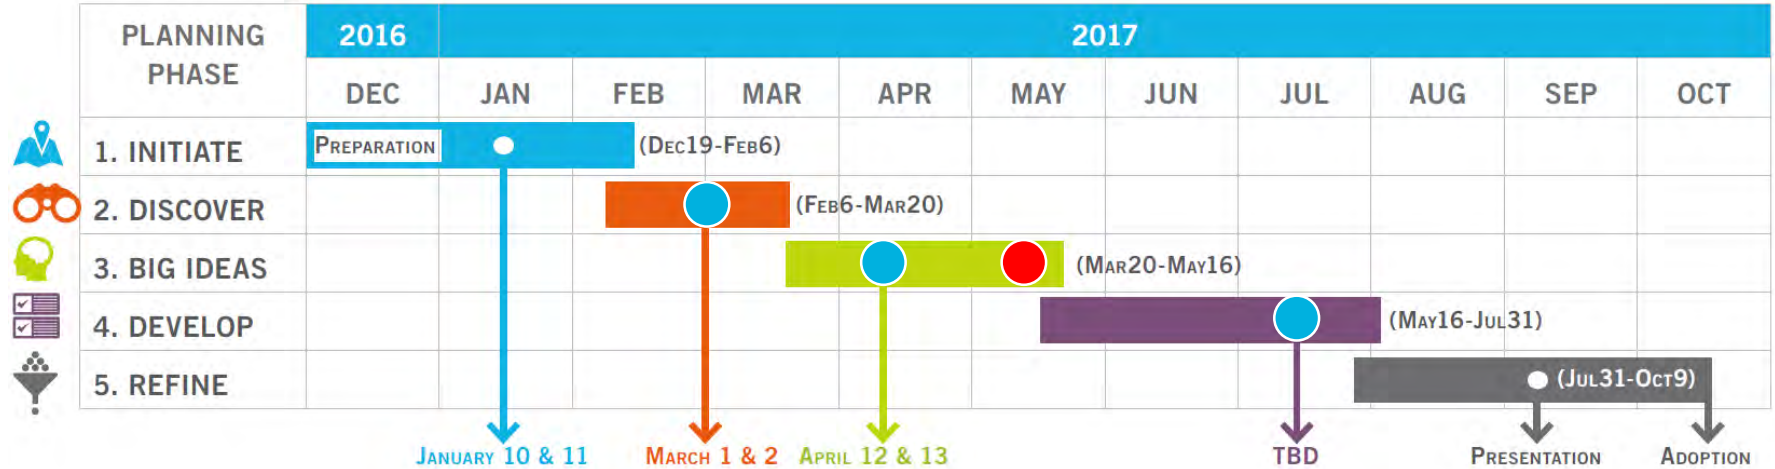 PLANNING PHASE 2016 2017
DEC JAN FEB MAR APR MAY JUN JUL AUG SEP OCT
1. INITIATE PREPARATION (DEC19-FEB6)
2. DISCOVER (FEB6-MAR20)
3. BIG IDEAS (MAR20-MAY16)
4. DEVELOP (MAY16-JUL31)
5. REFINE (JUL31-OCT9)
JANUARY 10 & 11 MARCH 1 & 2 APRIL 12 & 13 TBD PRESENTATION ADOPTION